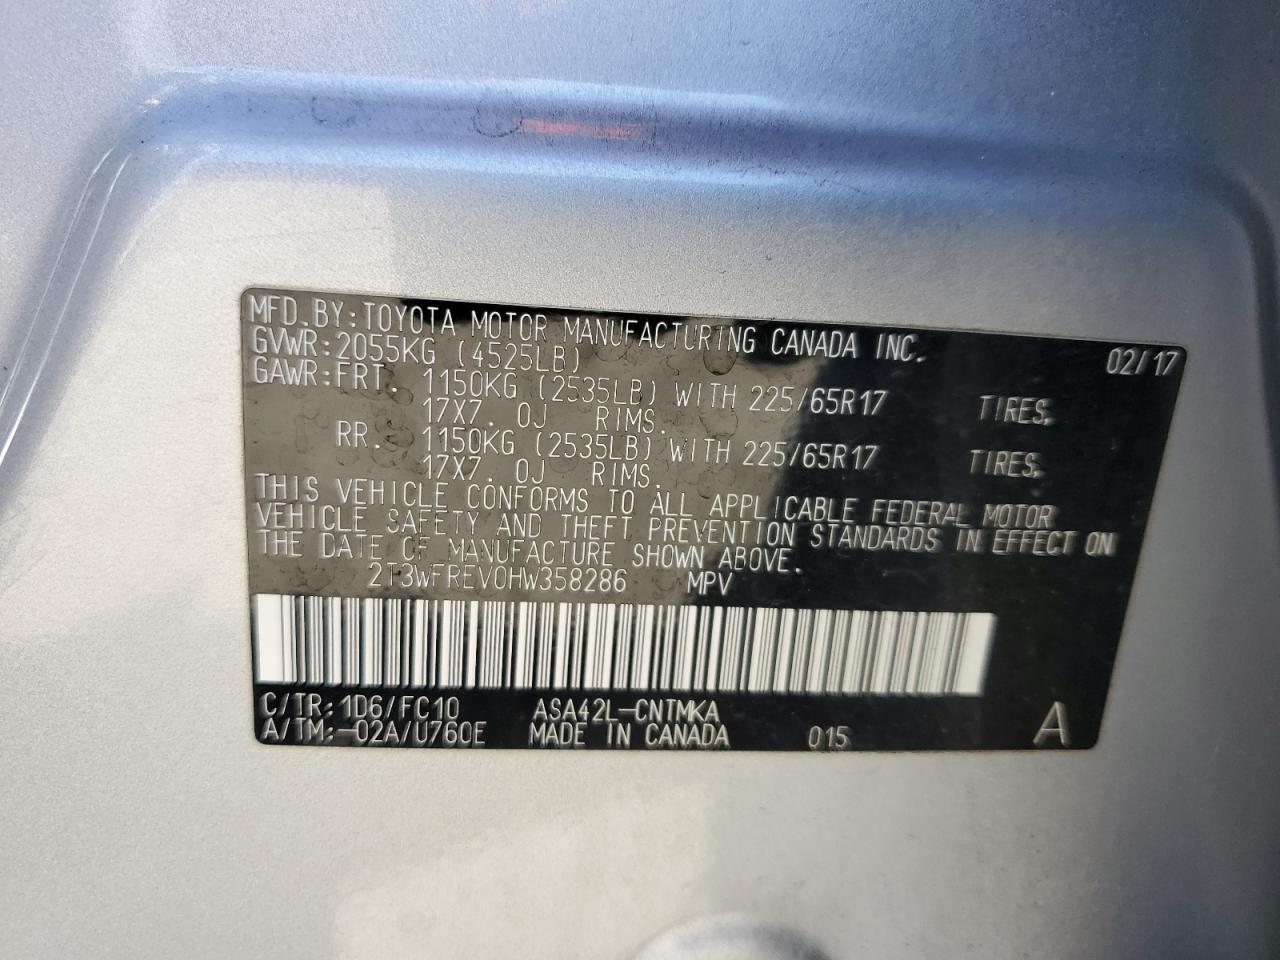 MFD.BY:TOYOTA MOTOR MANUFACTURING CANADA INC. 02/17
GVWR:2055KG (4525LB)
GAWR:FRT. 1150KG (2535LB) WITH 225/65R17 TIRES.
17X7.0J RIMS.
RR. 1150KG (2535LB) WITH 225/65R17 TIRES.
17X7.0J RIMS.
THIS VEHICLE CONFORMS TO ALL APPLICABLE FEDERAL MOTOR
VEHICLE SAFETY AND THEFT PREVENTION STANDARDS IN EFFECT ON
THE DATE OF MANUFACTURE SHOWN ABOVE.
2T3WFREV0HW358286 MPV
C/TR:1D6/FC10 ASA42L-CNTMKA A
A/TM:-02A/U760E MADE IN CANADA 015